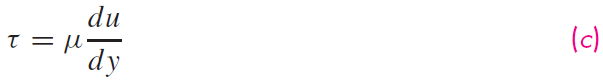 τ = μ du/dy (c)